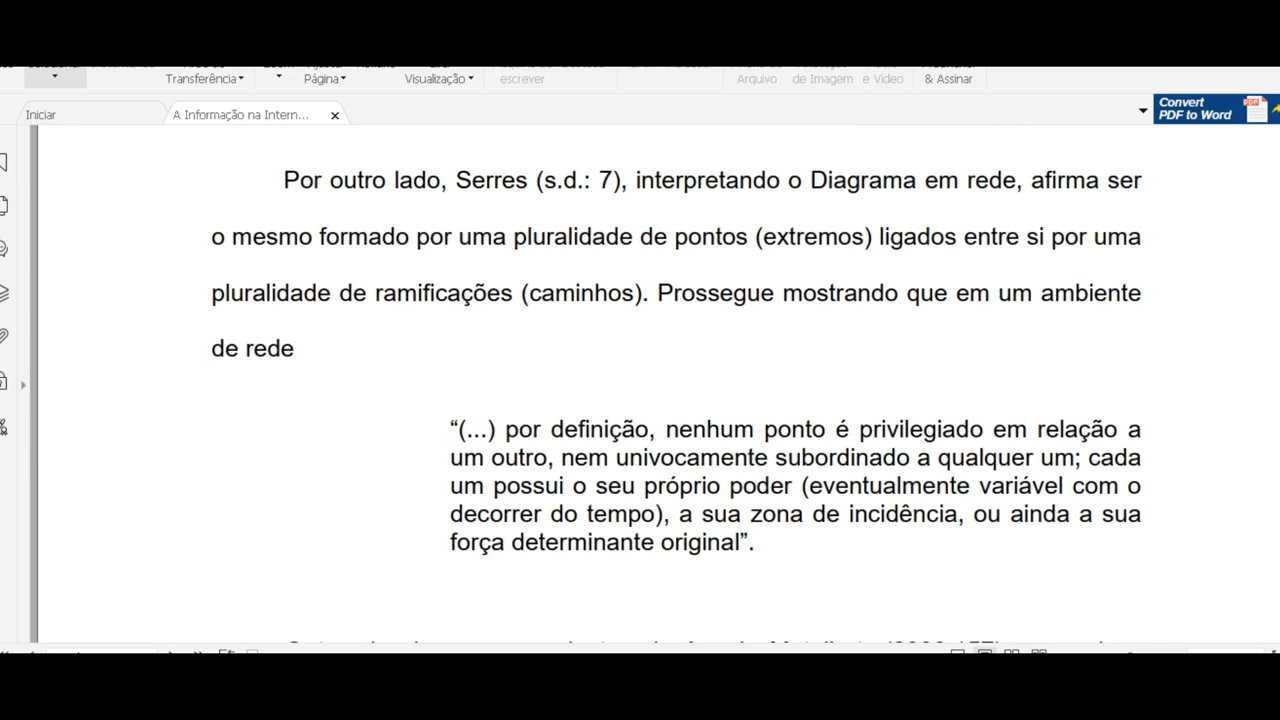 Transferência
Página
Visualização
escrever
Arquivo
de Imagem
e Vídeo
& Assinar
Iniciar
A Informação na Intern...
Convert
PDF to Word
Por outro lado, Serres (s.d.: 7), interpretando o Diagrama em rede, afirma ser
o mesmo formado por uma pluralidade de pontos (extremos) ligados entre si por uma
pluralidade de ramificações (caminhos). Prossegue mostrando que em um ambiente
de rede
“(...) por definição, nenhum ponto é privilegiado em relação a
um outro, nem univocamente subordinado a qualquer um; cada
um possui o seu próprio poder (eventualmente variável com o
decorrer do tempo), a sua zona de incidência, ou ainda a sua
força determinante original”.